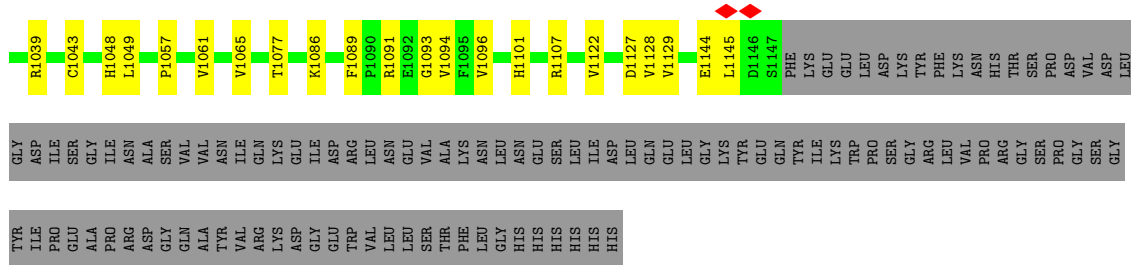 R1039 C1043 H1048 L1049 P1057 V1061 V1065 T1077 K1086 F1089 P1090 R1091 E1092 G1093 V1094 F1095 V1096 H1101 R1107 V1122 D1127 V1128 V1129 E1144 L1145 D1146 S1147 PHE LYS GLU GLU LEU ASP LYS TYR PHE LYS ASN HIS THR SER PRO ASP VAL ASP LEU
GLY ASP ILE SER GLY ILE ASN ALA SER VAL VAL ASN ILE GLN LYS GLU ILE ASP ARG LEU ASN GLU VAL ALA LYS ASN LEU ASN GLU SER LEU ILE ASP LEU GLN GLU LEU GLY LYS TYR GLU GLN TYR ILE LYS TRP PRO SER GLY ARG LEU VAL PRO ARG GLY SER PRO GLY SER GLY
TYR ILE PRO GLU ALA PRO ARG ASP GLY GLN ALA TYR VAL ARG LYS ASP GLY GLU TRP VAL LEU LEU SER THR PHE LEU GLY HIS HIS HIS HIS HIS HIS